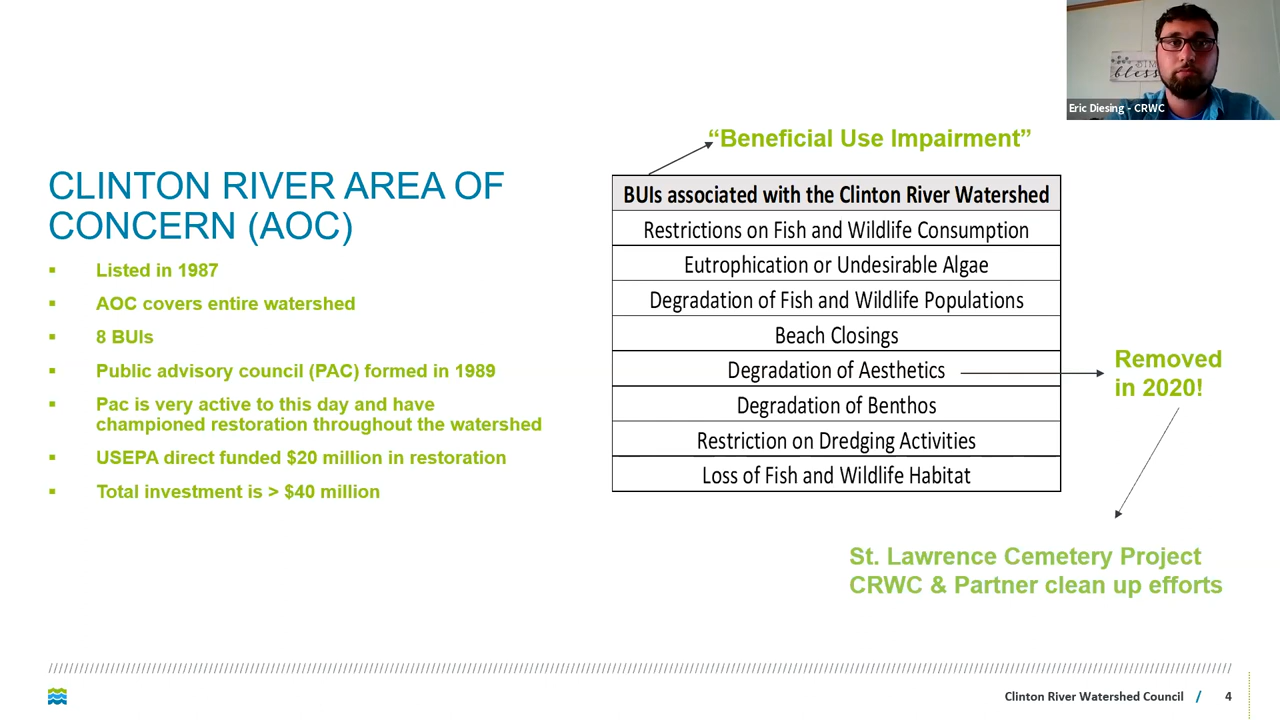 Eric Diesing - CRWC
“Beneficial Use Impairment”
CLINTON RIVER AREA OF
CONCERN (AOC)
▪ Listed in 1987
▪ AOC covers entire watershed
▪ 8 BUIs
▪ Public advisory council (PAC) formed in 1989
▪ Pac is very active to this day and have
championed restoration throughout the watershed
▪ USEPA direct funded $20 million in restoration
▪ Total investment is > $40 million
BUIs associated with the Clinton River Watershed
Restrictions on Fish and Wildlife Consumption
Eutrophication or Undesirable Algae
Degradation of Fish and Wildlife Populations
Beach Closings
Degradation of Aesthetics
Degradation of Benthos
Restriction on Dredging Activities
Loss of Fish and Wildlife Habitat
Removed
in 2020!
St. Lawrence Cemetery Project
CRWC & Partner clean up efforts
Clinton River Watershed Council / 4